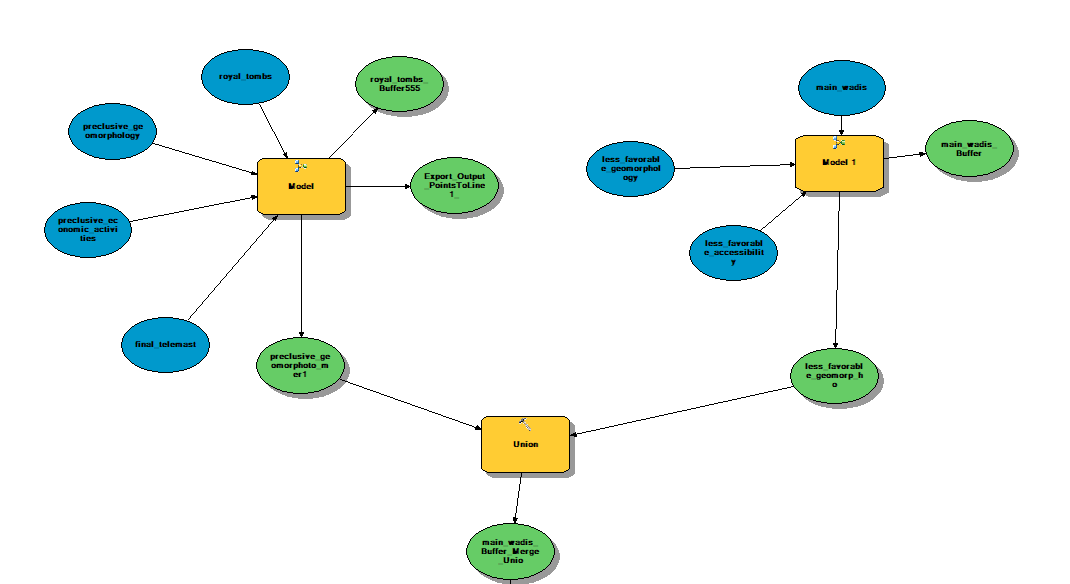 royal_tombs
royal_tombs_
Buffer555
main_wadis
preclusive_ge
omorphology
main_wadis_
Buffer
Model 1
less_favorabl
e_geomorphol
ogy
Model
Export_Output
_PointsToLine
1_
preclusive_ec
onomic_activi
ties
less_favorabl
e_accessibilit
y
final_telemast
preclusive_ge
omorphoto_m
er1
less_favorabl
e_geomorp_h
o
Union
main_wadis_
Buffer_Merge
_Unio